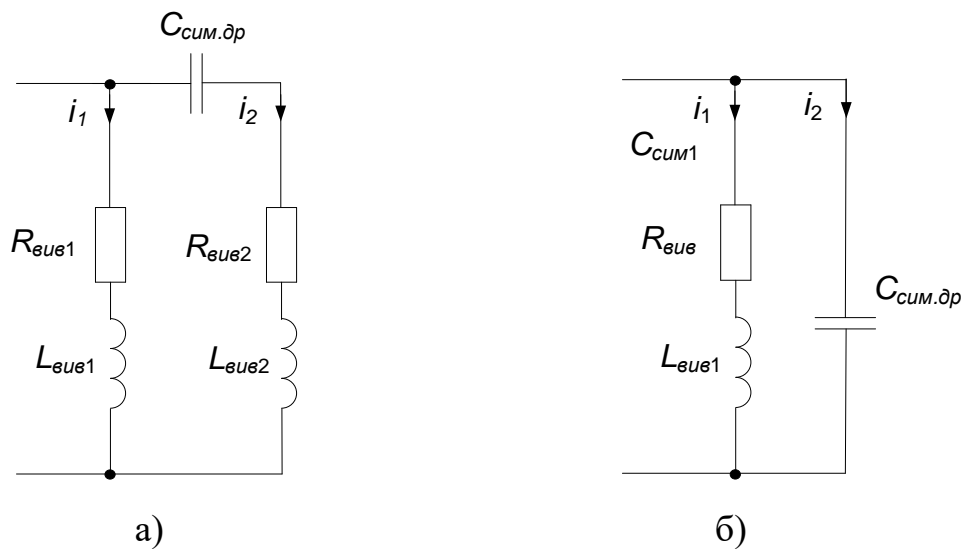 Cсим.др
i1
i2
Rвив1
Rвив2
Lвив1
Lвив2
а)
i1
i2
Cсим1
Rвив
Cсим.др
Lвив1
б)